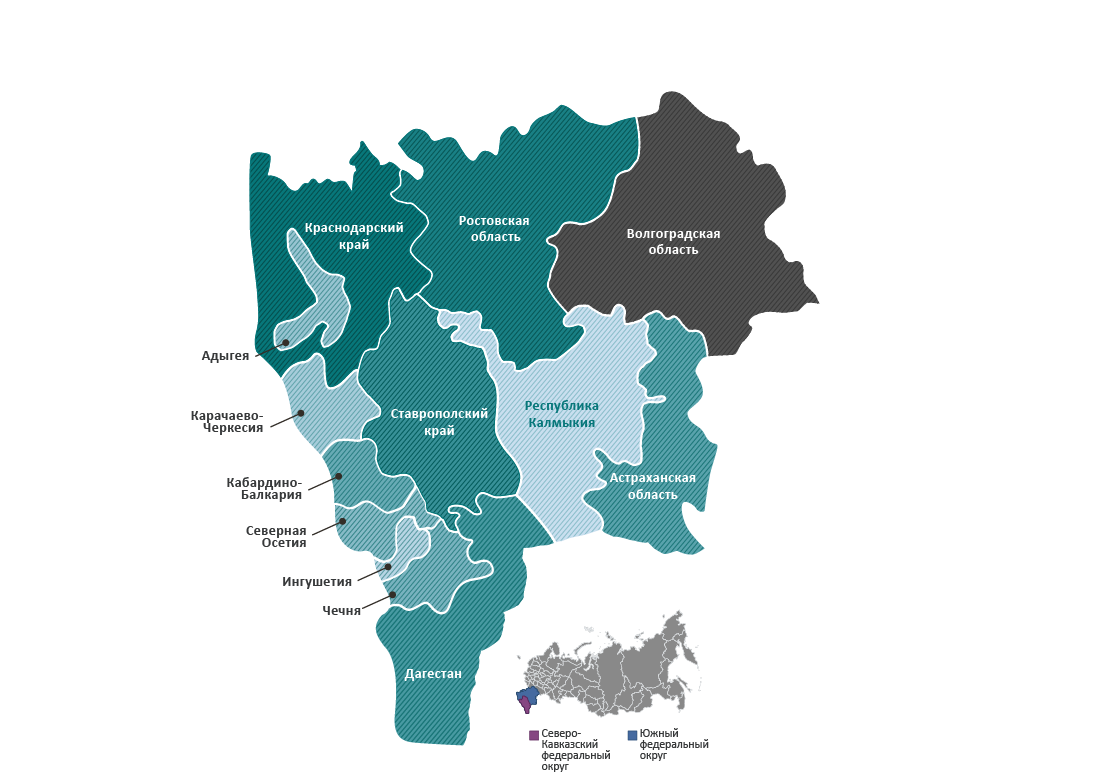 Краснодарский
край
Ростовская
область
Волгоградская
область
Адыгея
Карачаево-
Черкесия
Ставропольский
край
Республика
Калмыкия
Кабардино-
Балкария
Астраханская
область
Северная
Осетия
Ингушетия
Чечня
Дагестан
Северо-
Кавказский
федеральный
округ
Южный
федеральный
округ